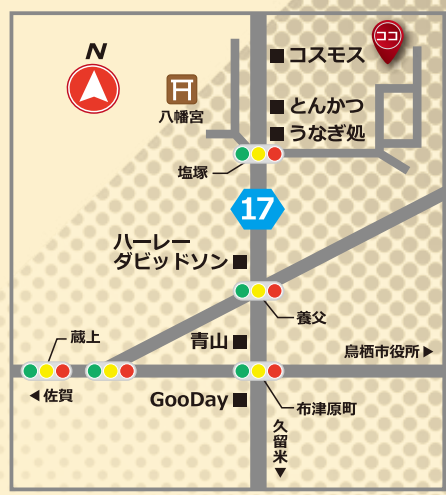 N
ココ
コスモス
八幡宮
とんかつ
うなぎ処
塩塚
17
ハーレー
ダビッドソン
養父
蔵上
青山
鳥栖市役所▶
◀佐賀
GooDay
布津原町
久留米▼